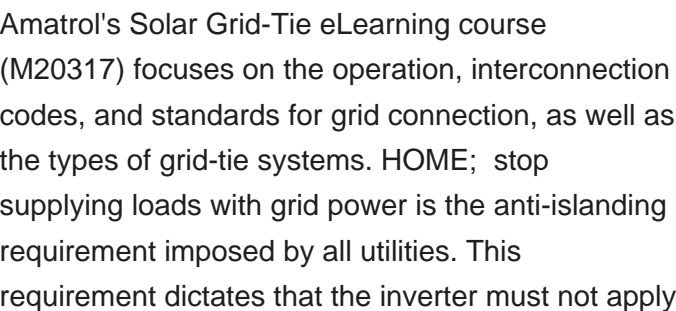 Amatrol's Solar Grid-Tie eLearning course
(M20317) focuses on the operation, interconnection
codes, and standards for grid connection, as well as
the types of grid-tie systems. HOME;  stop
supplying loads with grid power is the anti-islanding
requirement imposed by all utilities. This
requirement dictates that the inverter must not apply